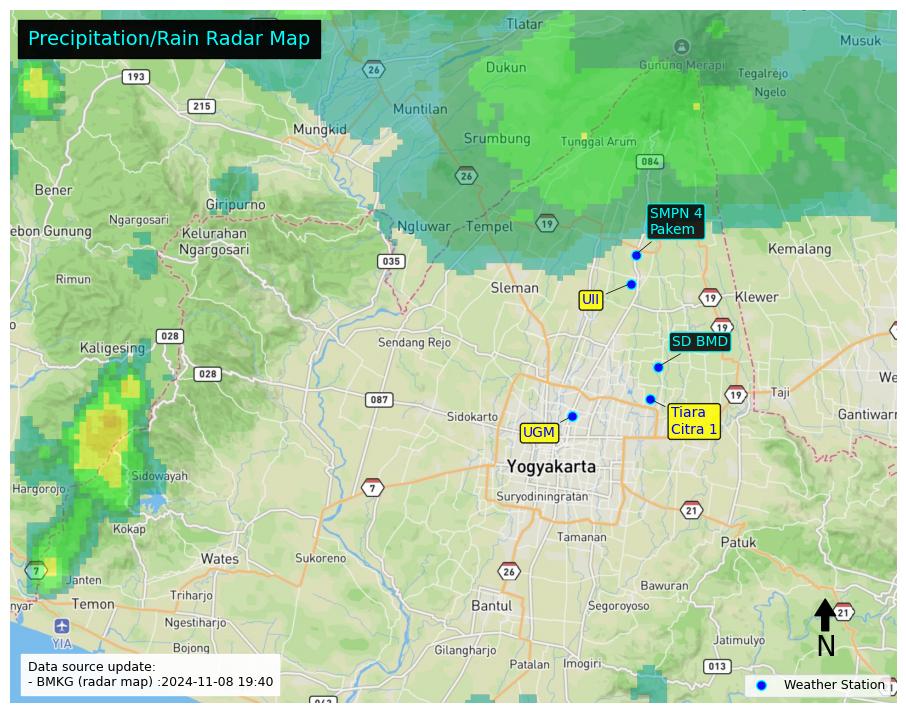 Precipitation/Rain Radar Map
Tlatar
Musuk
26
Dukun
19
Gunung Merapi
Tegalrejo
193
Ngelo
215
Muntilan
Mungkid
Srumbung
Tunggal Arum
084
26
Bener
Giripurno
SMPN 4
Pakem
Ngargosari
Ngluwar
Tempel
19
ebon Gunung
Kelurahan
Ngargosari
Kemalang
035
Rimun
UII
Sleman
19
Klewer
19
028
Sendang Rejo
SD BMD
Kaligesing
028
We
087
19
Taji
Sidokarto
Tiara
Citra 1
Gantiwarn
UGM
Yogyakarta
Sidowayah
Hargorojo
7
Suryodiningratan
21
Kokap
Tamanan
Patuk
Wates
Sukoreno
7
26
Janten
Bawuran
Temon
Triharjo
Bantul
Segoroyoso
nyar
21
Ngestiharjo
YIA
Jatimulyo
N
Bojong
Gilangharjo
Patalan
Imogiri
013
Data source update:
- BMKG (radar map) :2024-11-08 19:40
Weather Station